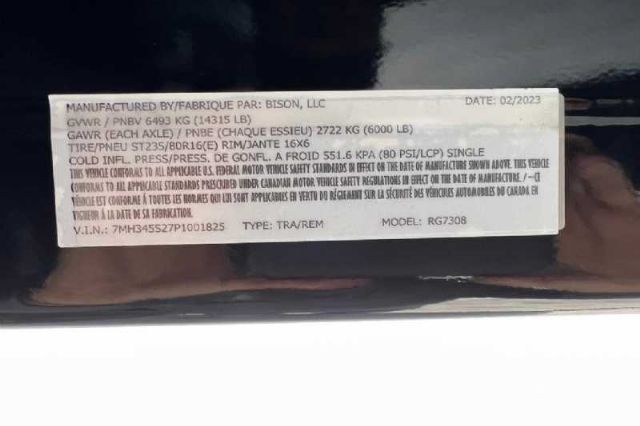 MANUFACTURED BY/FABRIQUE PAR: BISON, LLC DATE: 02/2023
GVWR / PNBV 6493 KG (14315 LB)
GAWR (EACH AXLE) / PNBE (CHAQUE ESSIEU) 2722 KG (6000 LB)
TIRE/PNEU ST235/80R16(E) RIM/JANTE 16X6
COLD INFL. PRESS/PRESS. DE GONFL. A FROID 551.6 KPA (80 PSI/LCP) SINGLE
THIS VEHICLE CONFORMS TO ALL APPLICABLE U.S. FEDERAL MOTOR VEHICLE SAFETY STANDARDS IN EFFECT ON THE DATE OF MANUFACTURE SHOWN ABOVE. THIS VEHICLE
CONFORMS TO ALL APPLICABLE STANDARDS PRESCRIBED UNDER THE CANADIAN MOTOR VEHICLE SAFETY REGULATIONS IN EFFECT ON THE DATE OF MANUFACTURE. /--CE
VÉHICULE EST CONFORME A TOUTES LES NORMES QUI LUI SONT APPLICABLES EN VERTU DU RÈGLEMENT SUR LA SÉCURITÉ DES VÉHICULES AUTOMOBILES DU CANADA EN
VIGUEUR À LA DATE DE SA FABRICATION.
V.I.N.: 7MH345S27P1001825 TYPE: TRA/REM MODEL: RG7308